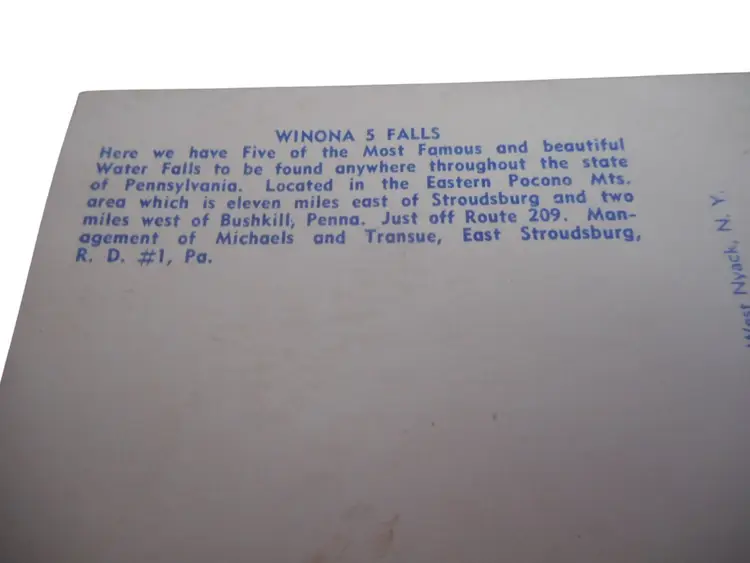 WINONA 5 FALLS
Here we have Five of the Most Famous and beautiful
Water Falls to be found anywhere throughout the state
of Pennsylvania. Located in the Eastern Pocono Mts.
area which is eleven miles east of Stroudsburg and two
miles west of Bushkill, Penna. Just off Route 209. Man-
agement of Michaels and Transue, East Stroudsburg,
R. D. #1, Pa.
West Nyack, N. Y.